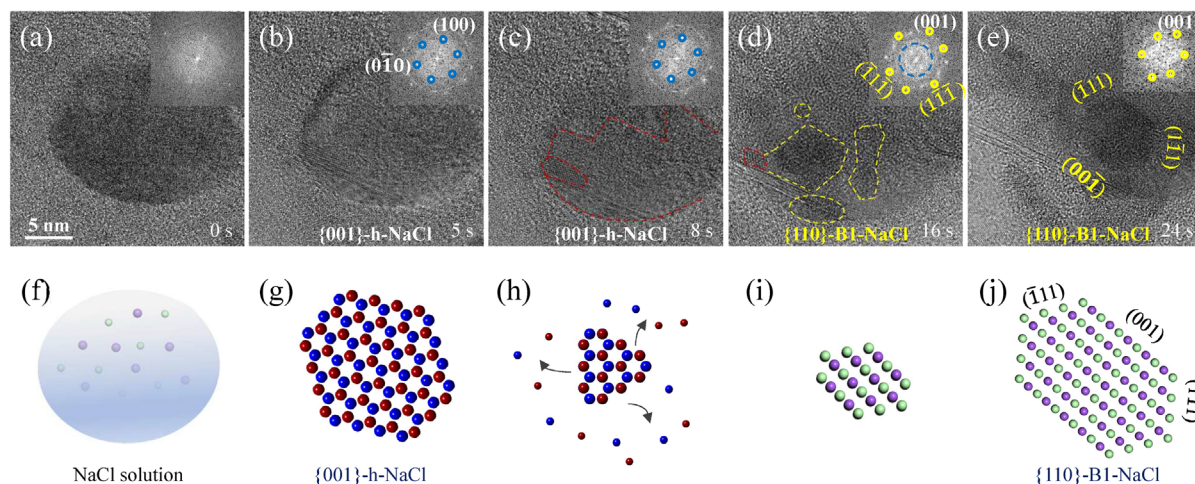 (a)
5 nm
0 s
(b)
(100)
(01̅0)
{001}-h-NaCl
5 s
(c)
{001}-h-NaCl
8 s
(d)
(001)
(1̅11̅)
(11̅1̅)
{110}-B1-NaCl
16 s
(e)
(001)
(1̅11)
(11̅1)
(001̅)
{110}-B1-NaCl
24 s
(f)
NaCl solution
(g)
{001}-h-NaCl
(h)
(i)
(j)
(1̅11)
(001)
(11̅1)
{110}-B1-NaCl